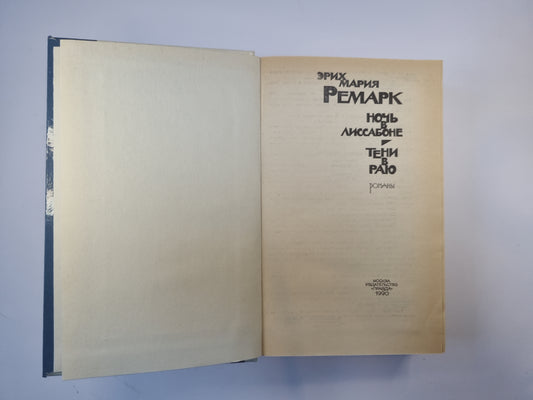 ЭРИХ
МАРИЯ
РЕМАРК
НОЧЬ
В
ЛИССАБОНЕ
ТЕНИ
В
РАЮ
РОМАНЫ
МОСКВА
ИЗДАТЕЛЬСТВО
«ПРАВДА»
1990